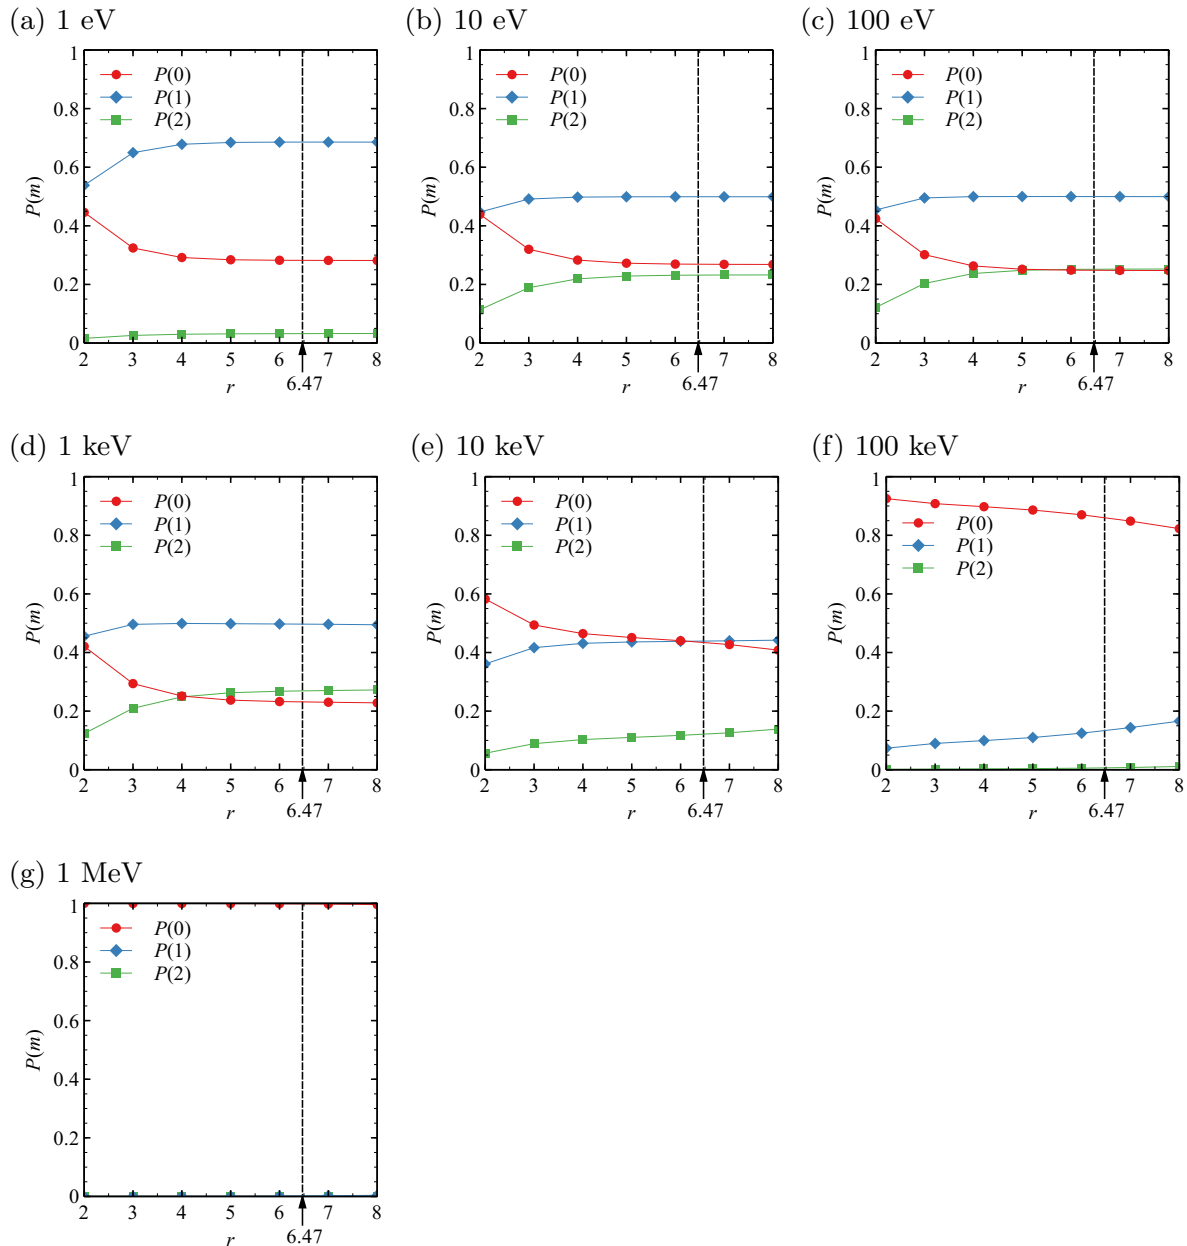 (a) 1 eV
1
0.8
0.6
0.4
0.2
0
P(m)
P(0)
P(1)
P(2)
2 3 4 5 6 7 8
r
6.47
(b) 10 eV
1
0.8
0.6
0.4
0.2
0
P(m)
P(0)
P(1)
P(2)
2 3 4 5 6 7 8
r
6.47
(c) 100 eV
1
0.8
0.6
0.4
0.2
0
P(m)
P(0)
P(1)
P(2)
2 3 4 5 6 7 8
r
6.47
(d) 1 keV
1
0.8
0.6
0.4
0.2
0
P(m)
P(0)
P(1)
P(2)
2 3 4 5 6 7 8
r
6.47
(e) 10 keV
1
0.8
0.6
0.4
0.2
0
P(m)
P(0)
P(1)
P(2)
2 3 4 5 6 7 8
r
6.47
(f) 100 keV
1
0.8
0.6
0.4
0.2
0
P(m)
P(0)
P(1)
P(2)
2 3 4 5 6 7 8
r
6.47
(g) 1 MeV
1
0.8
0.6
0.4
0.2
0
P(m)
P(0)
P(1)
P(2)
2 3 4 5 6 7 8
r
6.47